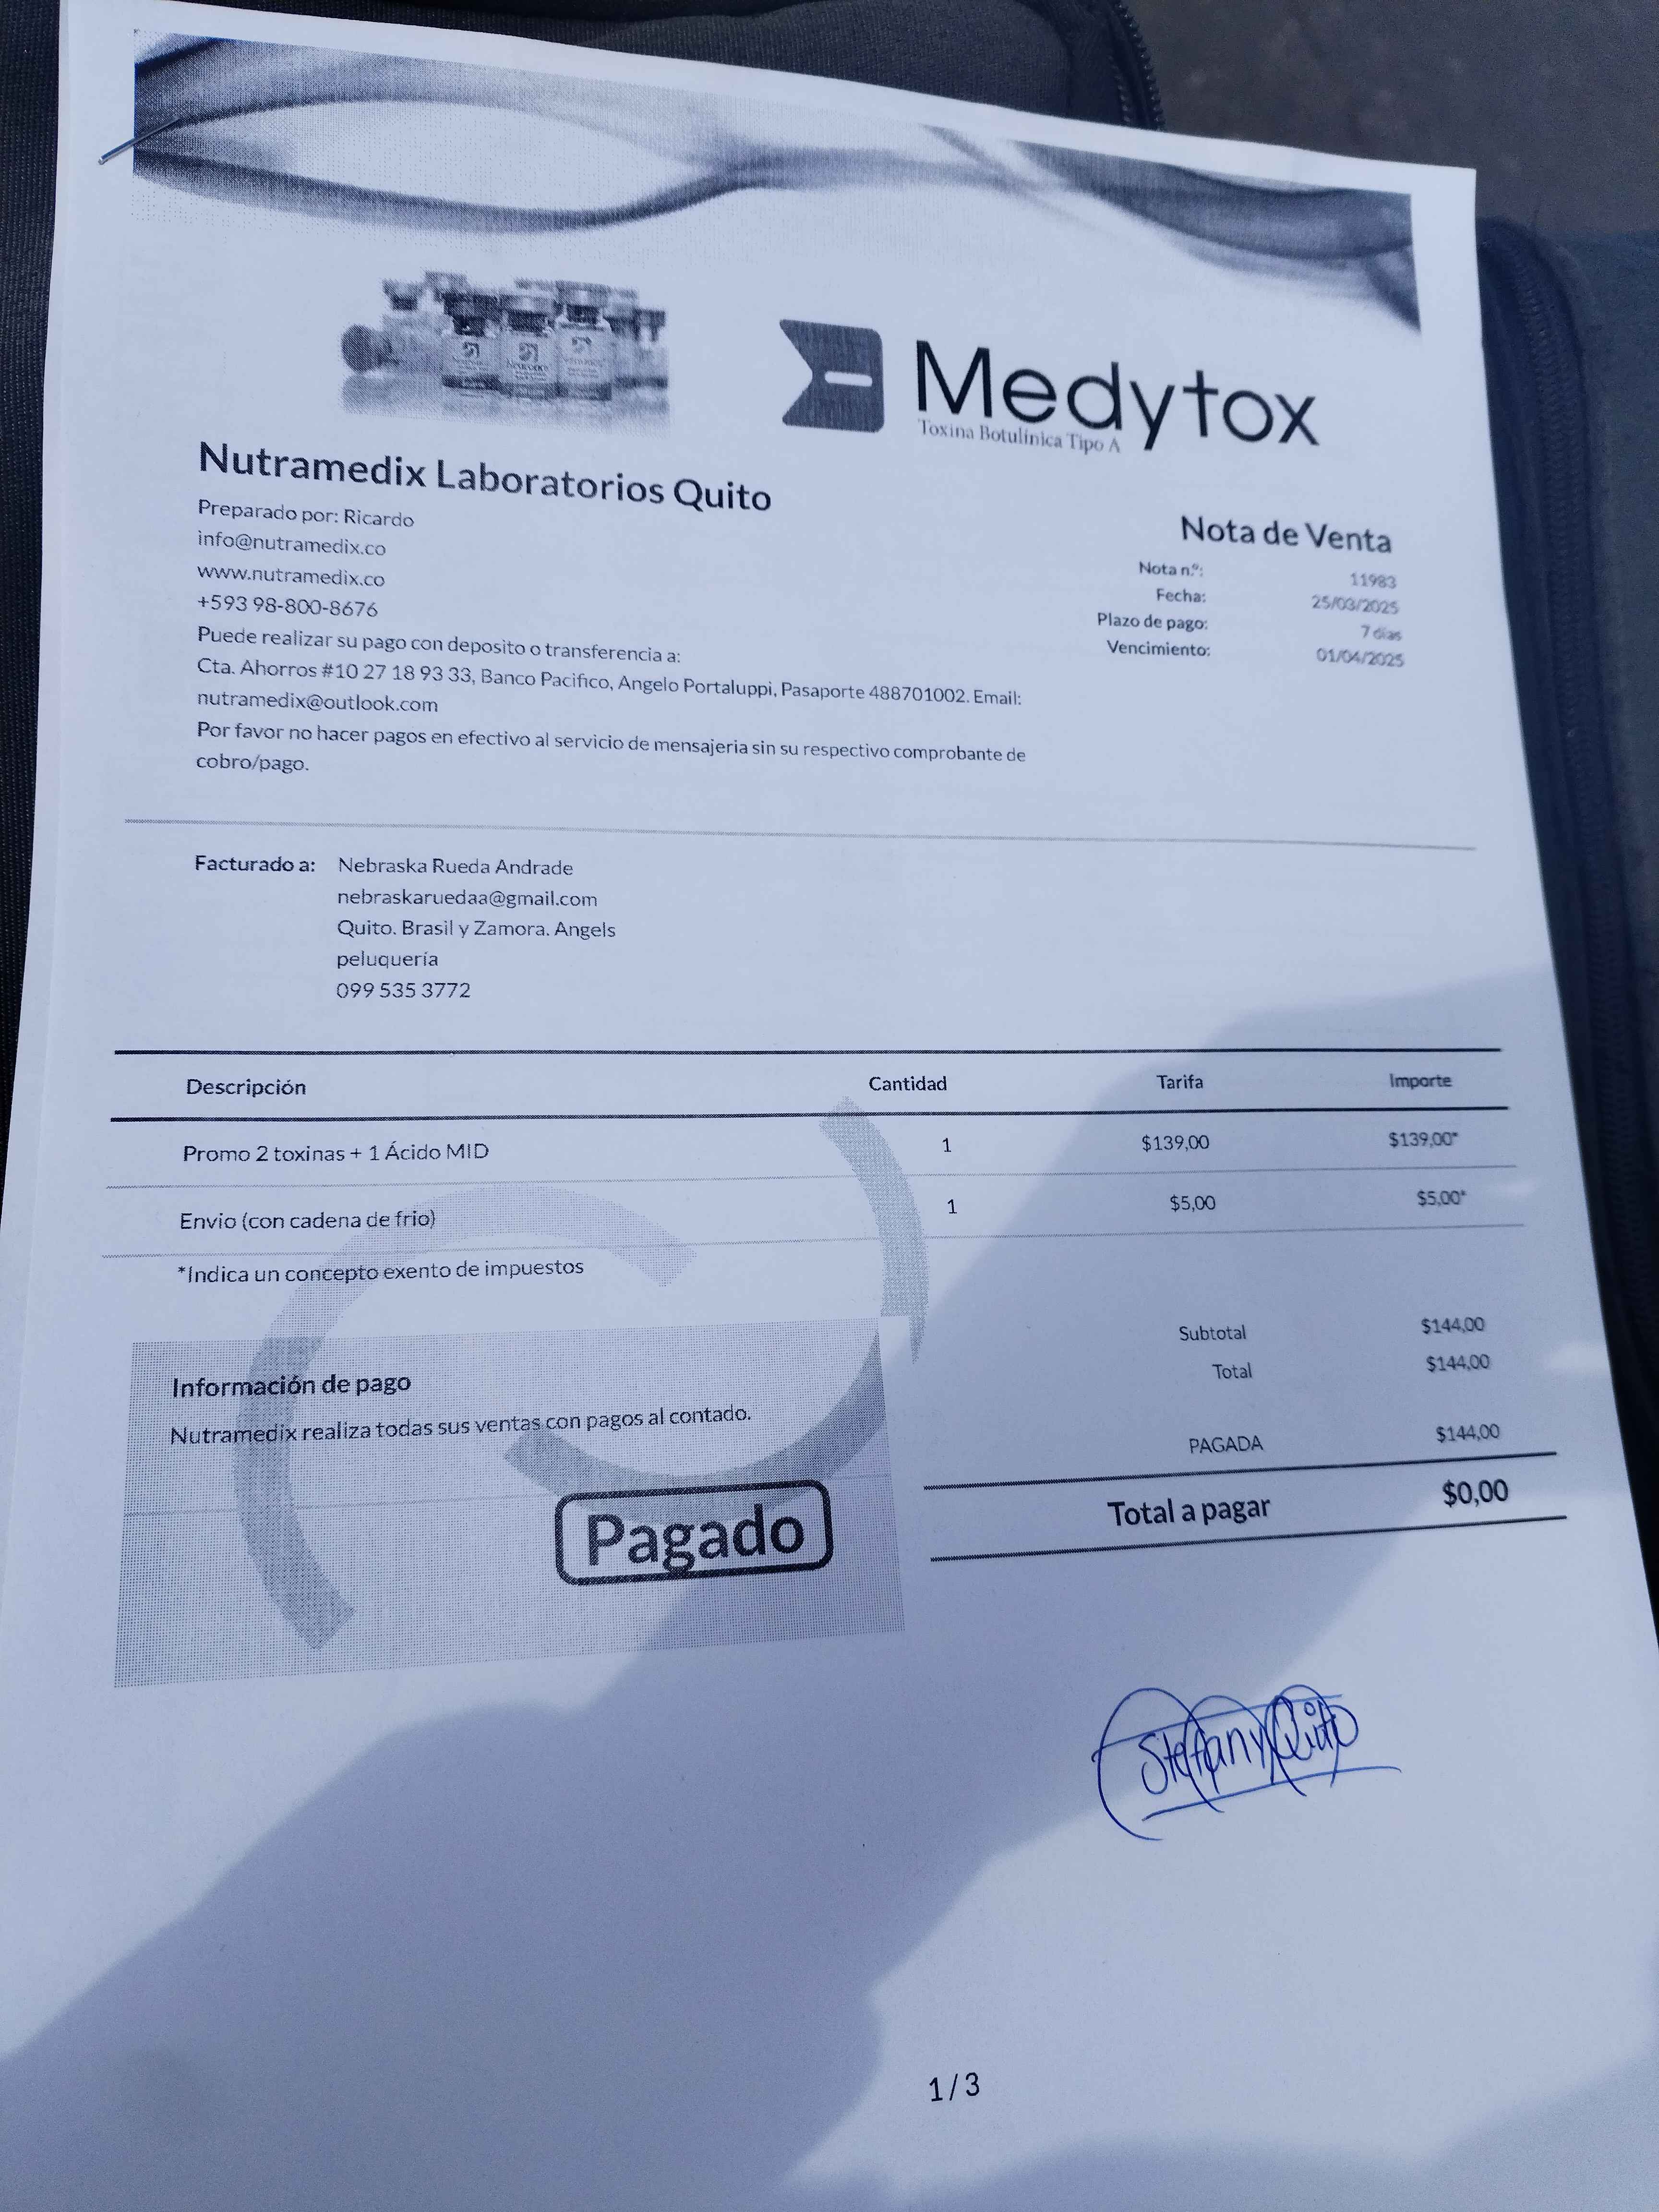 Medytox
Toxina Botulínica Tipo A
Nutramedix Laboratorios Quito
Preparado por: Ricardo
info@nutramedix.co
www.nutramedix.co
+593 98-800-8676
Puede realizar su pago con deposito o transferencia a:
Cta. Ahorros #10 27 18 93 33, Banco Pacifico, Angelo Portaluppi, Pasaporte 488701002. Email:
nutramedix@outlook.com
Por favor no hacer pagos en efectivo al servicio de mensajeria sin su respectivo comprobante de
cobro/pago.
Nota de Venta
Nota n.º: 11983
Fecha: 25/03/2025
Plazo de pago: 7 días
Vencimiento: 01/04/2025
Facturado a: Nebraska Rueda Andrade
nebraskaruedaa@gmail.com
Quito. Brasil y Zamora. Angels
peluquería
099 535 3772
Descripción Cantidad Tarifa Importe
Promo 2 toxinas + 1 Ácido MID 1 $139,00 $139,00*
Envio (con cadena de frio) 1 $5,00 $5,00*
*Indica un concepto exento de impuestos
Subtotal $144,00
Total $144,00
PAGADA $144,00
Total a pagar $0,00
Información de pago
Nutramedix realiza todas sus ventas con pagos al contado.
Pagado
Steffany Quito
1 / 3